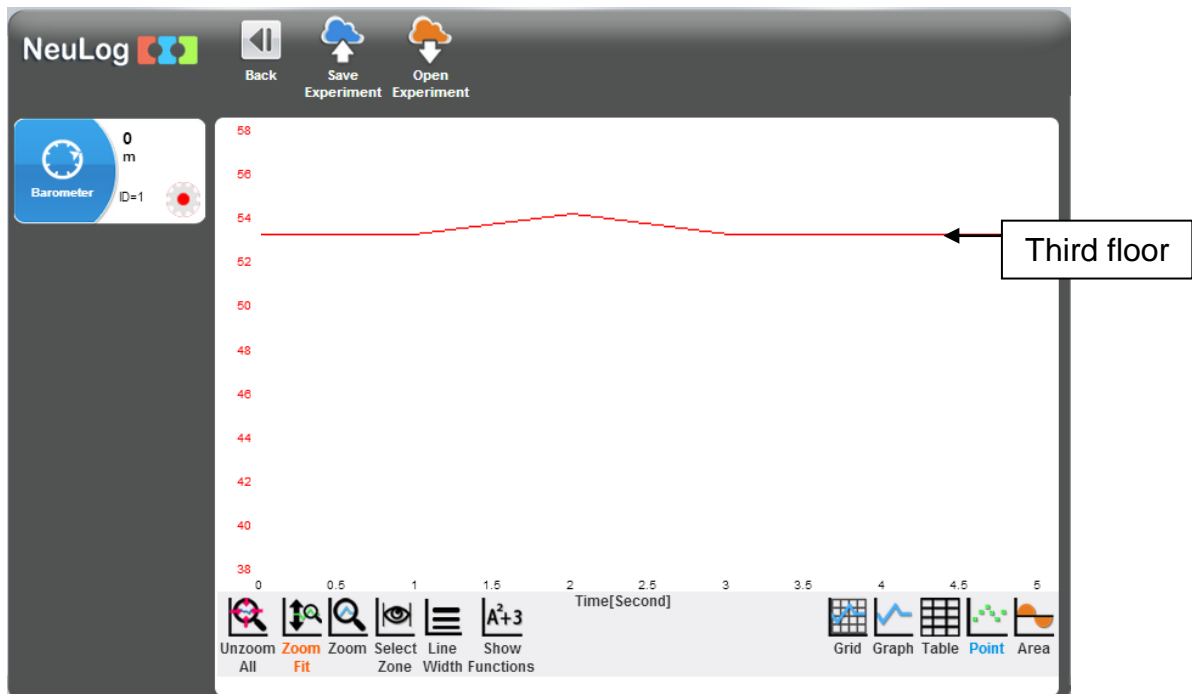 NeuLog
Back
Save
Experiment
Open
Experiment
Barometer
0
m
ID=1
58
56
54
52
50
48
46
44
42
40
38
Third floor
0 0.5 1 1.5 2 2.5 3 3.5 4 4.5 5
Time[Second]
A²+3
Unzoom
All
Zoom
Fit
Zoom
Select
Zone
Line
Width
Show
Functions
Grid
Graph
Table
Point
Area